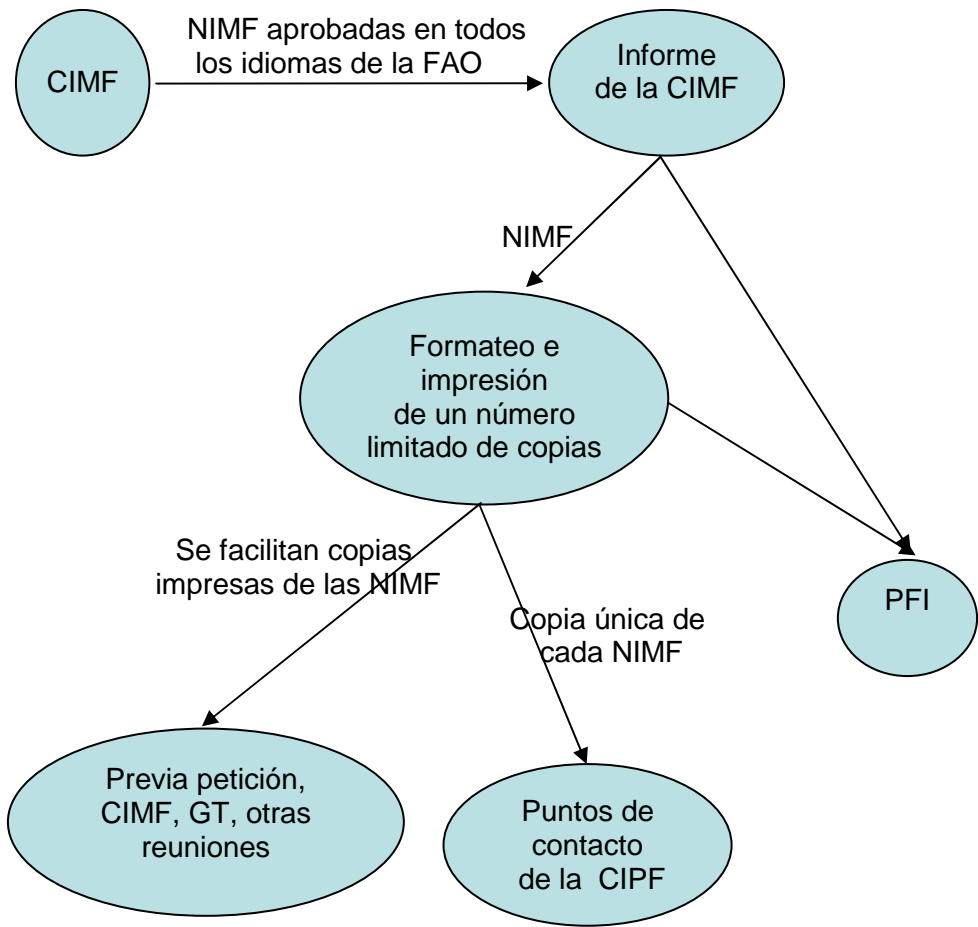 CIMF
NIMF aprobadas en todos
los idiomas de la FAO
Informe
de la CIMF
NIMF
Formateo e
impresión
de un número
limitado de copias
Se facilitan copias
impresas de las NIMF
Copia única de
cada NIMF
PFI
Previa petición,
CIMF, GT, otras
reuniones
Puntos de
contacto
de la CIPF